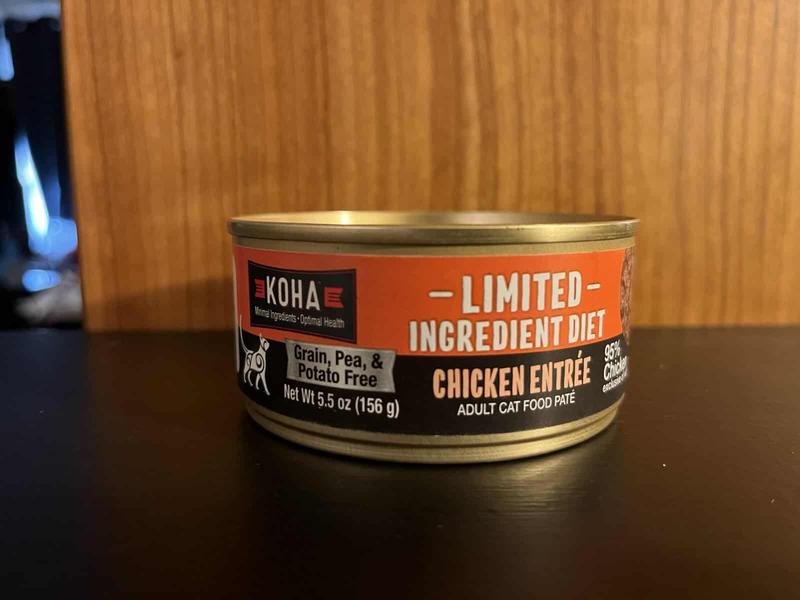 KOHA
Minimal Ingredients • Optimal Health
– LIMITED –
INGREDIENT DIET
Grain, Pea, &
Potato Free
Net Wt 5.5 oz (156 g)
CHICKEN ENTRÉE
ADULT CAT FOOD PATÉ
95%
Chicken